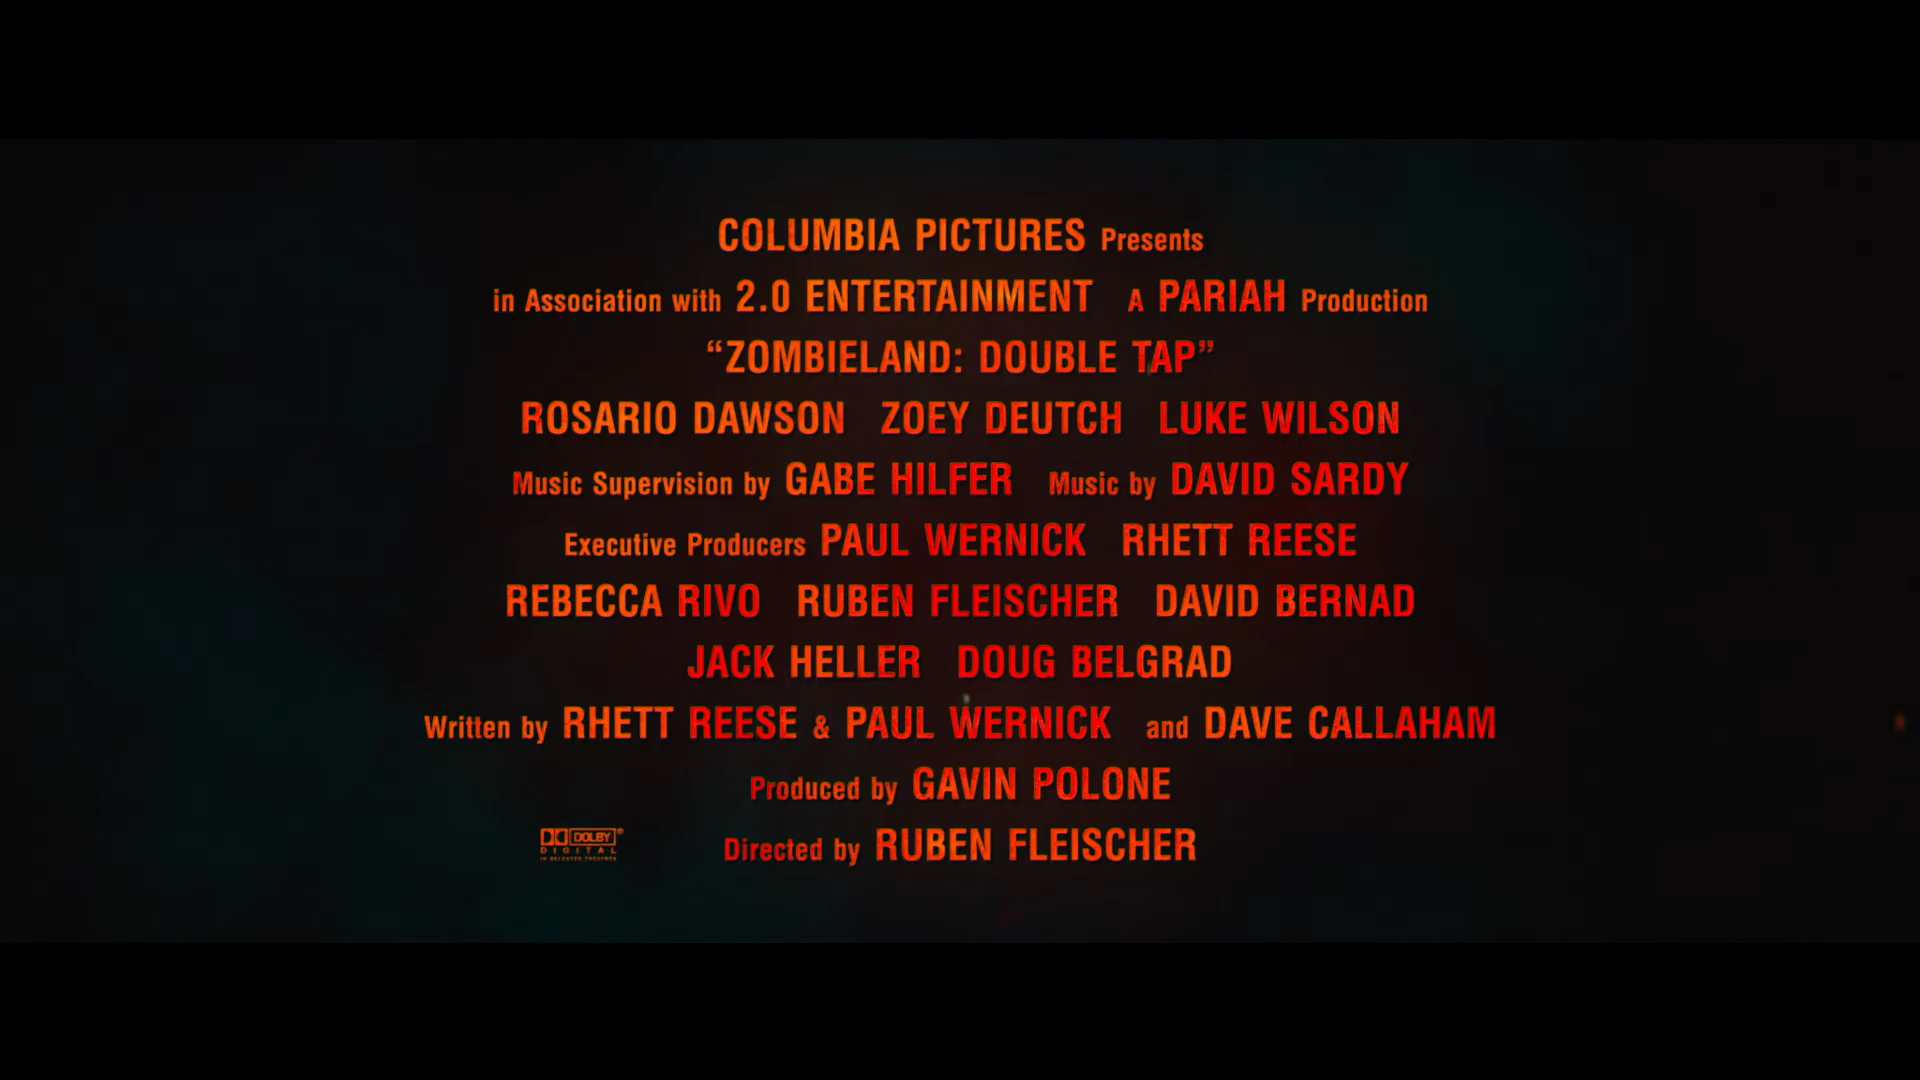 COLUMBIA PICTURES Presents
in Association with 2.0 ENTERTAINMENT A PARIAH Production
“ZOMBIELAND: DOUBLE TAP”
ROSARIO DAWSON ZOEY DEUTCH LUKE WILSON
Music Supervision by GABE HILFER Music by DAVID SARDY
Executive Producers PAUL WERNICK RHETT REESE
REBECCA RIVO RUBEN FLEISCHER DAVID BERNAD
JACK HELLER DOUG BELGRAD
Written by RHETT REESE & PAUL WERNICK and DAVE CALLAHAM
Produced by GAVIN POLONE
Directed by RUBEN FLEISCHER
DOLBY®
DIGITAL
IN SELECTED THEATRES